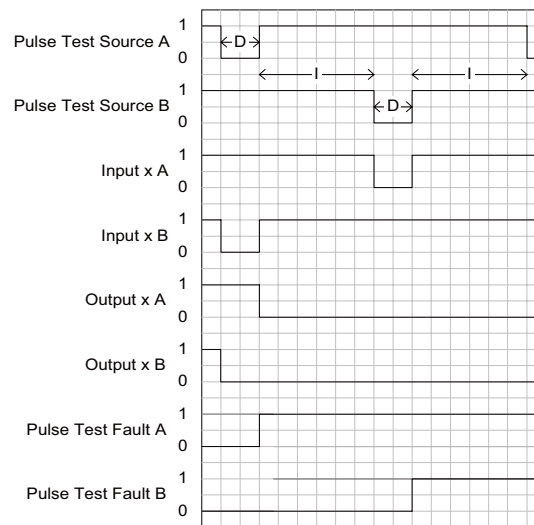 1
Pulse Test Source A
D
0
I
I
1
Pulse Test Source B
D
0
1
Input x A
0
1
Input x B
0
1
Output x A
0
1
Output x B
0
1
Pulse Test Fault A
0
1
Pulse Test Fault B
0